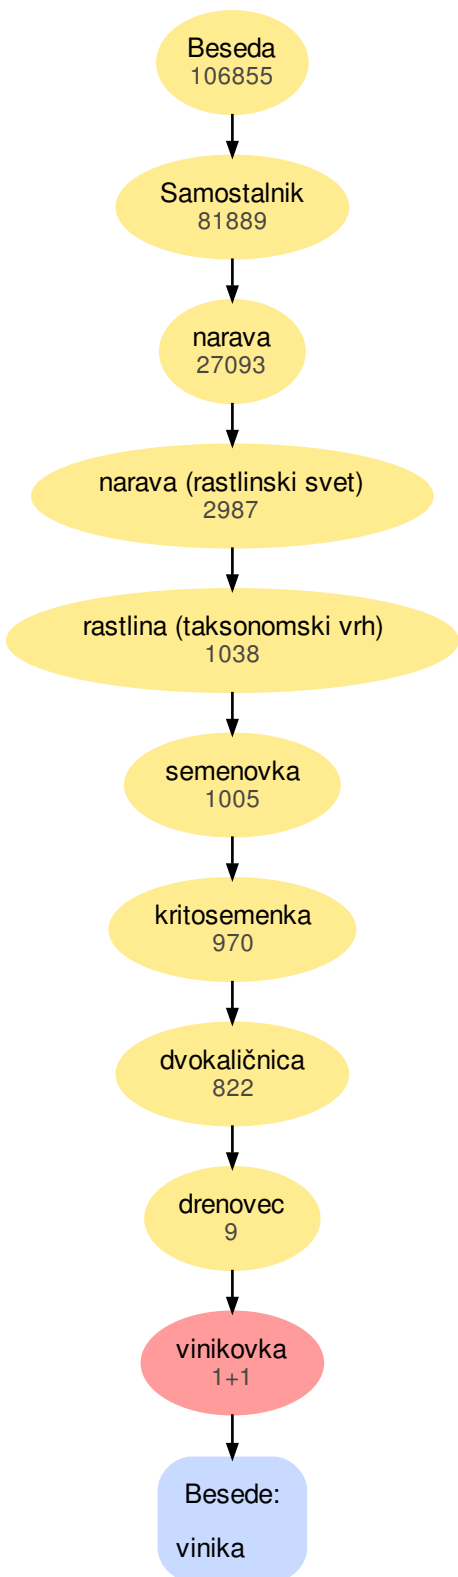 Beseda
106855
Samostalnik
81889
narava
27093
narava (rastlinski svet)
2987
rastlina (taksonomski vrh)
1038
semenovka
1005
kritosemenka
970
dvokaličnica
822
drenovec
9
vinikovka
1+1
Besede:
vinika